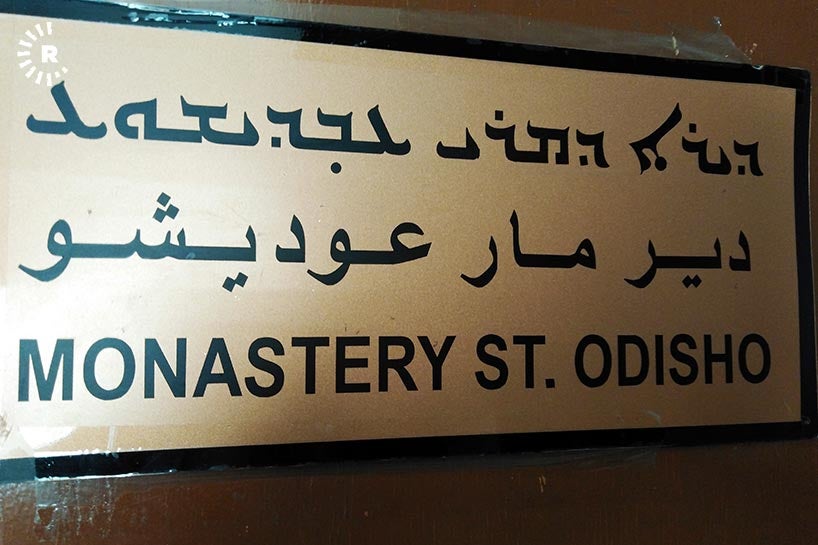 ܕܝܪܐ ܕܡܪܝ ܥܒܕܝܫܘܥ
دير مار عوديشو
MONASTERY ST. ODISHO
R